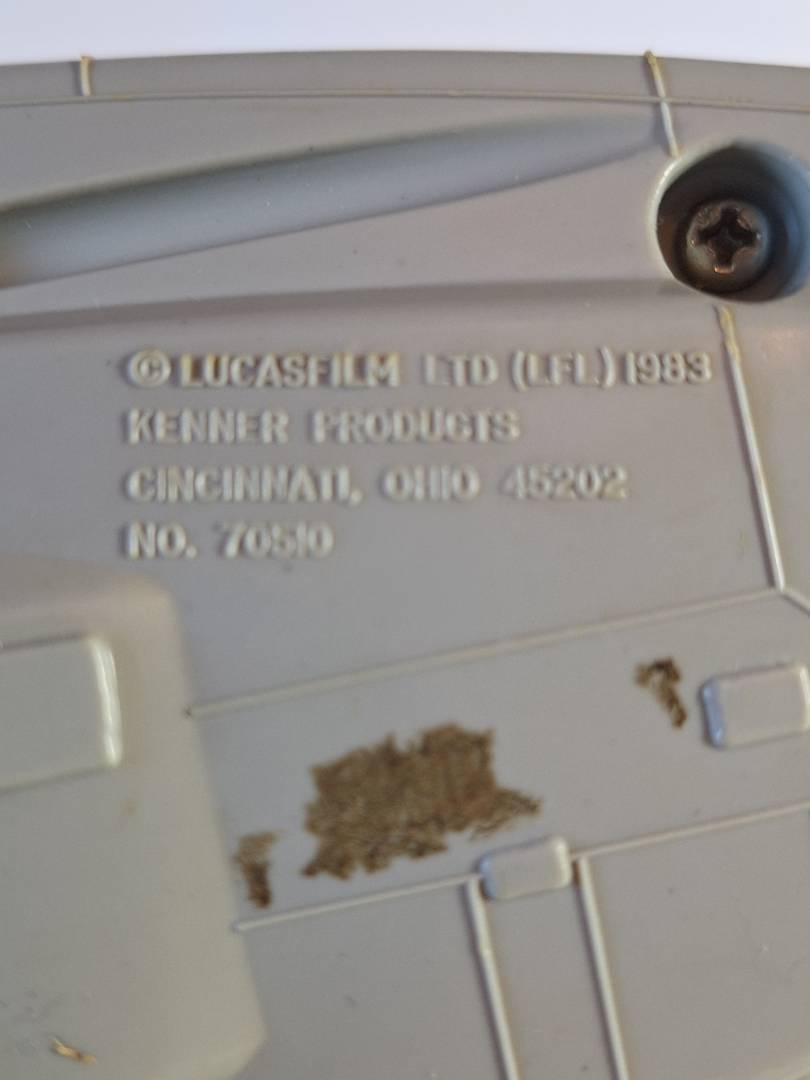 © LUCASFILM LTD (LFL) 1983
KENNER PRODUCTS
CINCINNATI, OHIO 45202
NO. 70510